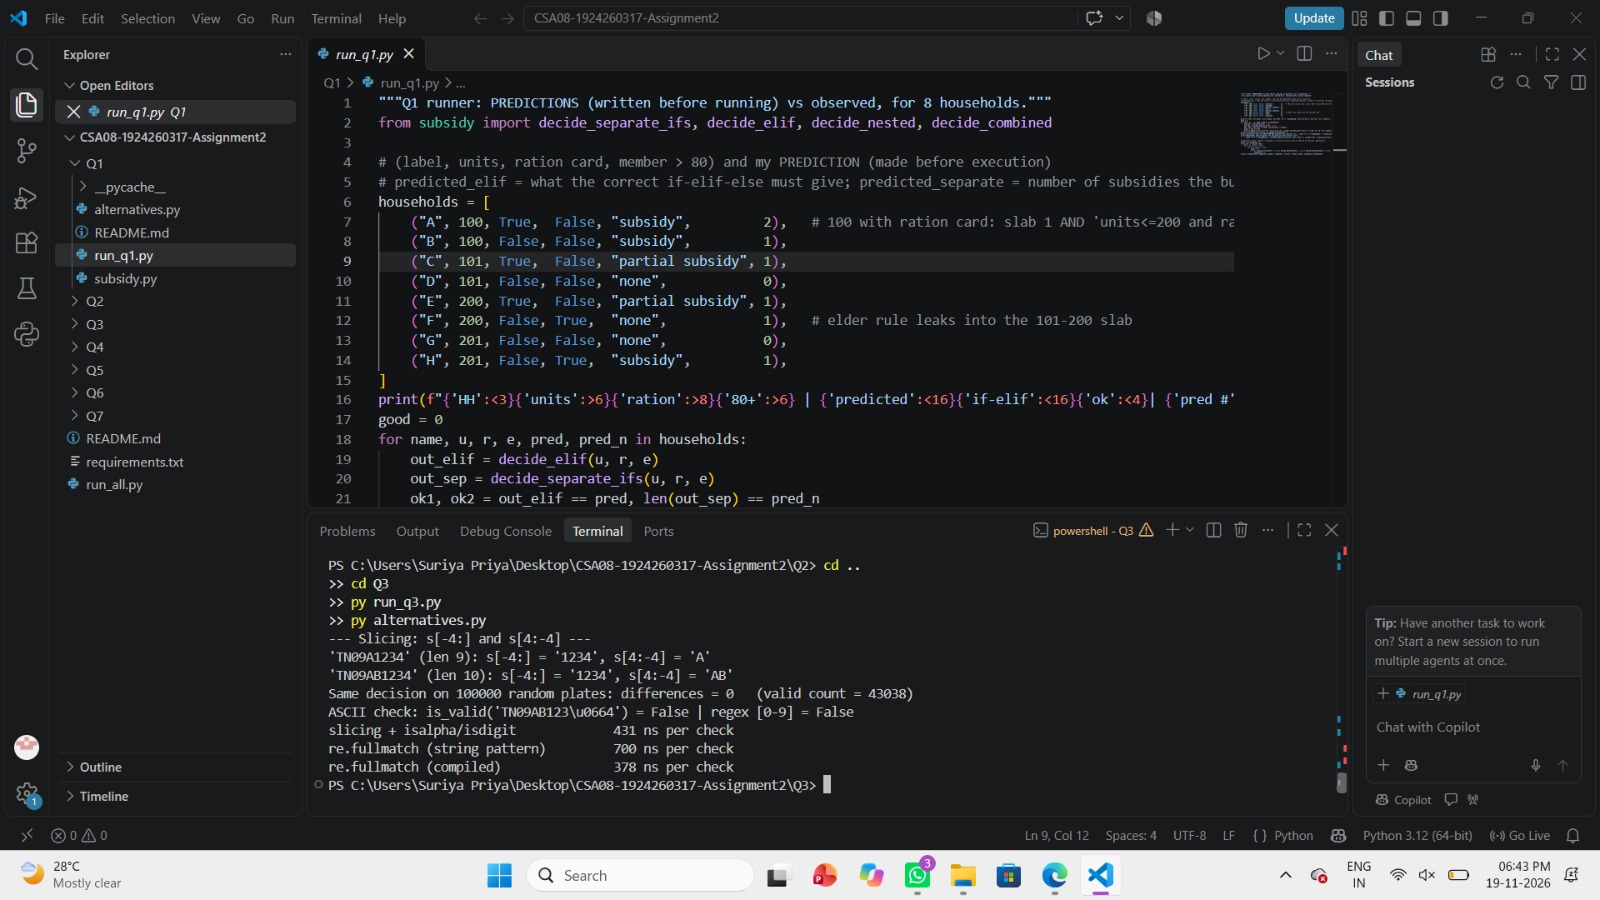 File Edit Selection View Go Run Terminal Help
CSA08-1924260317-Assignment2
Update
Explorer
Open Editors
run_q1.py Q1
CSA08-1924260317-Assignment2
Q1
__pycache__
alternatives.py
README.md
run_q1.py
subsidy.py
Q2
Q3
Q4
Q5
Q6
Q7
README.md
requirements.txt
run_all.py
Outline
Timeline
run_q1.py
Q1 > run_q1.py > ...
1 """Q1 runner: PREDICTIONS (written before running) vs observed, for 8 households."""
2 from subsidy import decide_separate_ifs, decide_elif, decide_nested, decide_combined
3
4 # (label, units, ration card, member > 80) and my PREDICTION (made before execution)
5 # predicted_elif = what the correct if-elif-else must give; predicted_separate = number of subsidies the bu
6 households = [
7 ("A", 100, True, False, "subsidy", 2), # 100 with ration card: slab 1 AND 'units<=200 and ra
8 ("B", 100, False, False, "subsidy", 1),
9 ("C", 101, True, False, "partial subsidy", 1),
10 ("D", 101, False, False, "none", 0),
11 ("E", 200, True, False, "partial subsidy", 1),
12 ("F", 200, False, True, "none", 1), # elder rule leaks into the 101-200 slab
13 ("G", 201, False, False, "none", 0),
14 ("H", 201, False, True, "subsidy", 1),
15 ]
16 print(f"{'HH':<3}{'units':>6}{'ration':>8}{'80+':>6} | {'predicted':<16}{'if-elif':<16}{'ok':<4}| {'pred #'
17 good = 0
18 for name, u, r, e, pred, pred_n in households:
19 out_elif = decide_elif(u, r, e)
20 out_sep = decide_separate_ifs(u, r, e)
21 ok1, ok2 = out_elif == pred, len(out_sep) == pred_n
Problems Output Debug Console Terminal Ports
powershell - Q3
PS C:\Users\Suriya Priya\Desktop\CSA08-1924260317-Assignment2\Q2> cd ..
>> cd Q3
>> py run_q3.py
>> py alternatives.py
--- Slicing: s[-4:] and s[4:-4] ---
'TN09A1234' (len 9): s[-4:] = '1234', s[4:-4] = 'A'
'TN09AB1234' (len 10): s[-4:] = '1234', s[4:-4] = 'AB'
Same decision on 100000 random plates: differences = 0 (valid count = 43038)
ASCII check: is_valid('TN09AB123\u0664') = False | regex [0-9] = False
slicing + isalpha/isdigit 431 ns per check
re.fullmatch (string pattern) 700 ns per check
re.fullmatch (compiled) 378 ns per check
PS C:\Users\Suriya Priya\Desktop\CSA08-1924260317-Assignment2\Q3>
Chat
Sessions
Tip: Have another task to work
on? Start a new session to run
multiple agents at once.
run_q1.py
Chat with Copilot
Copilot
1
0 0
Ln 9, Col 12 Spaces: 4 UTF-8 LF { } Python Python 3.12 (64-bit) Go Live
28°C
Mostly clear
Search
3
ENG
IN
06:43 PM
19-11-2026